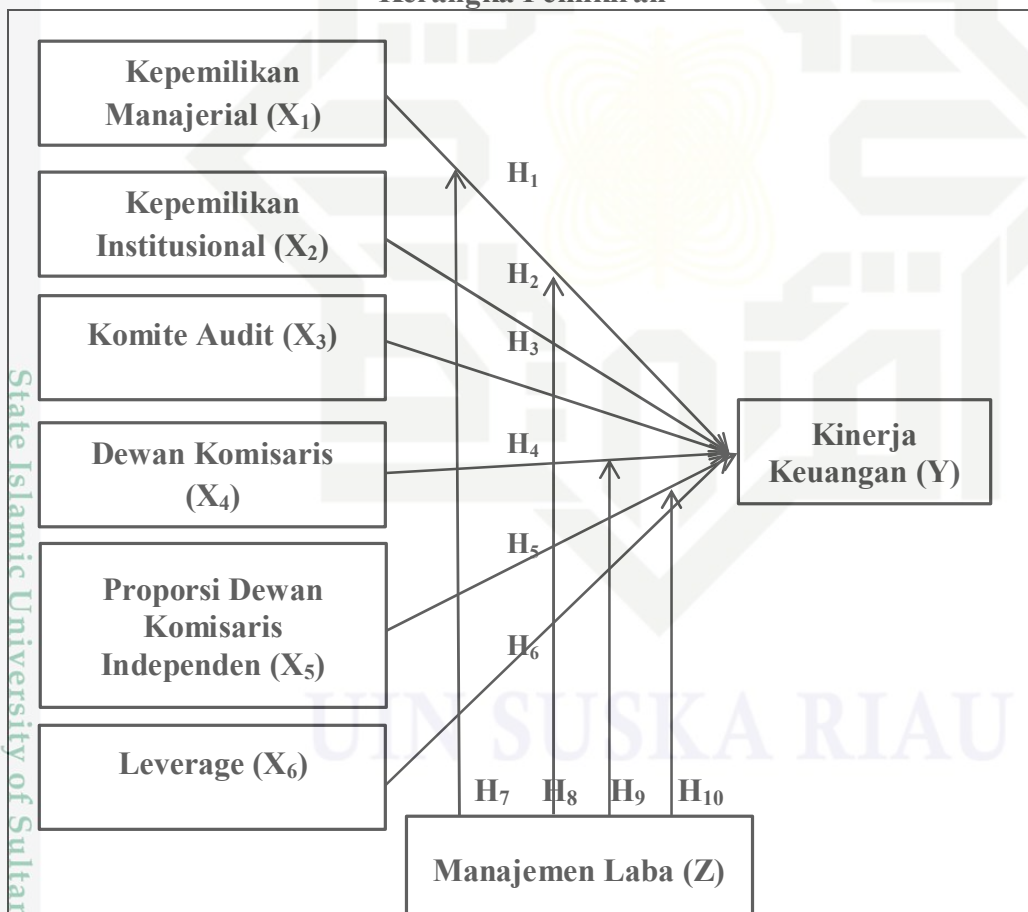 Kepemilikan
Manajerial (X₁)
Kepemilikan
Institusional (X₂)
Komite Audit (X₃)
Dewan Komisaris
(X₄)
Proporsi Dewan
Komisaris
Independen (X₅)
Leverage (X₆)
H₁
H₂
H₃
H₄
H₅
H₆
Kinerja
Keuangan (Y)
H₇ H₈ H₉ H₁₀
Manajemen Laba (Z)
UIN SUSKA RIAU
State Islamic University of Sultan